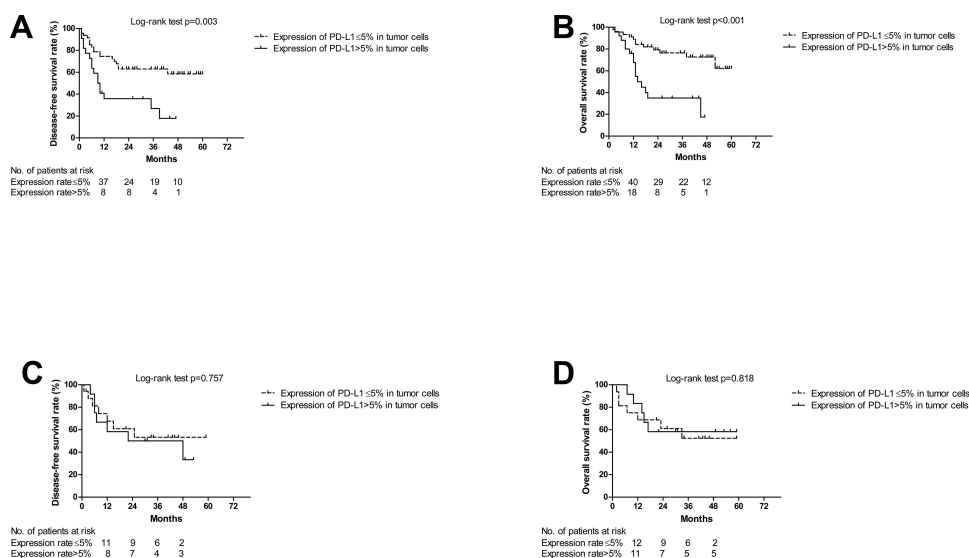 A
Log-rank test p=0.003
Expression of PD-L1≤5% in tumor cells
Expression of PD-L1>5% in tumor cells
Disease-free survival rate (%)
100
80
60
40
20
0
0 12 24 36 48 60 72
Months
No. of patients at risk
Expression rate≤5% 37 24 19 10
Expression rate>5% 8 8 4 1
B
Log-rank test p<0.001
Expression of PD-L1≤5% in tumor cells
Expression of PD-L1>5% in tumor cells
Overall survival rate (%)
100
80
60
40
20
0
0 12 24 36 48 60 72
Months
No. of patients at risk
Expression rate≤5% 40 29 22 12
Expression rate>5% 18 8 5 1
C
Log-rank test p=0.757
Expression of PD-L1≤5% in tumor cells
Expression of PD-L1>5% in tumor cells
Disease-free survival rate (%)
100
80
60
40
20
0
0 12 24 36 48 60 72
Months
No. of patients at risk
Expression rate≤5% 11 9 6 2
Expression rate>5% 8 7 4 3
D
Log-rank test p=0.818
Expression of PD-L1≤5% in tumor cells
Expression of PD-L1>5% in tumor cells
Overall survival rate (%)
100
80
60
40
20
0
0 12 24 36 48 60 72
Months
No. of patients at risk
Expression rate≤5% 12 9 6 2
Expression rate>5% 11 7 5 5